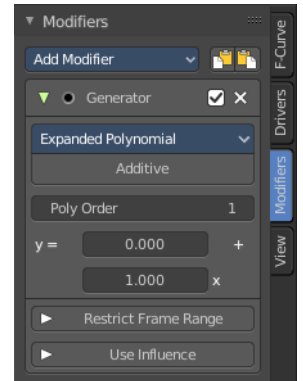 Modifiers
Add Modifier
Generator
Expanded Polynomial
Additive
Poly Order 1
y = 0.000 +
1.000 x
Restrict Frame Range
Use Influence
F-Curve
Drivers
Modifiers
View